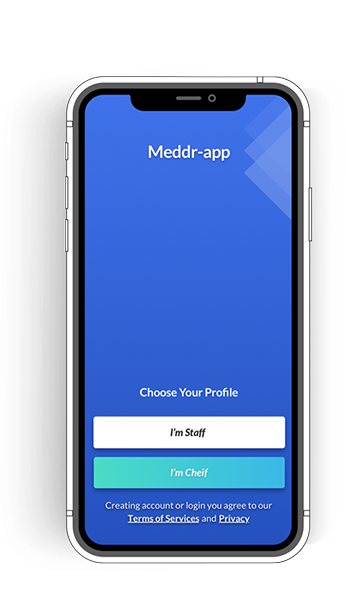 Meddr-app
Choose Your Profile
I'm Staff
I'm Cheif
Creating account or login you agree to our
Terms of Services and Privacy